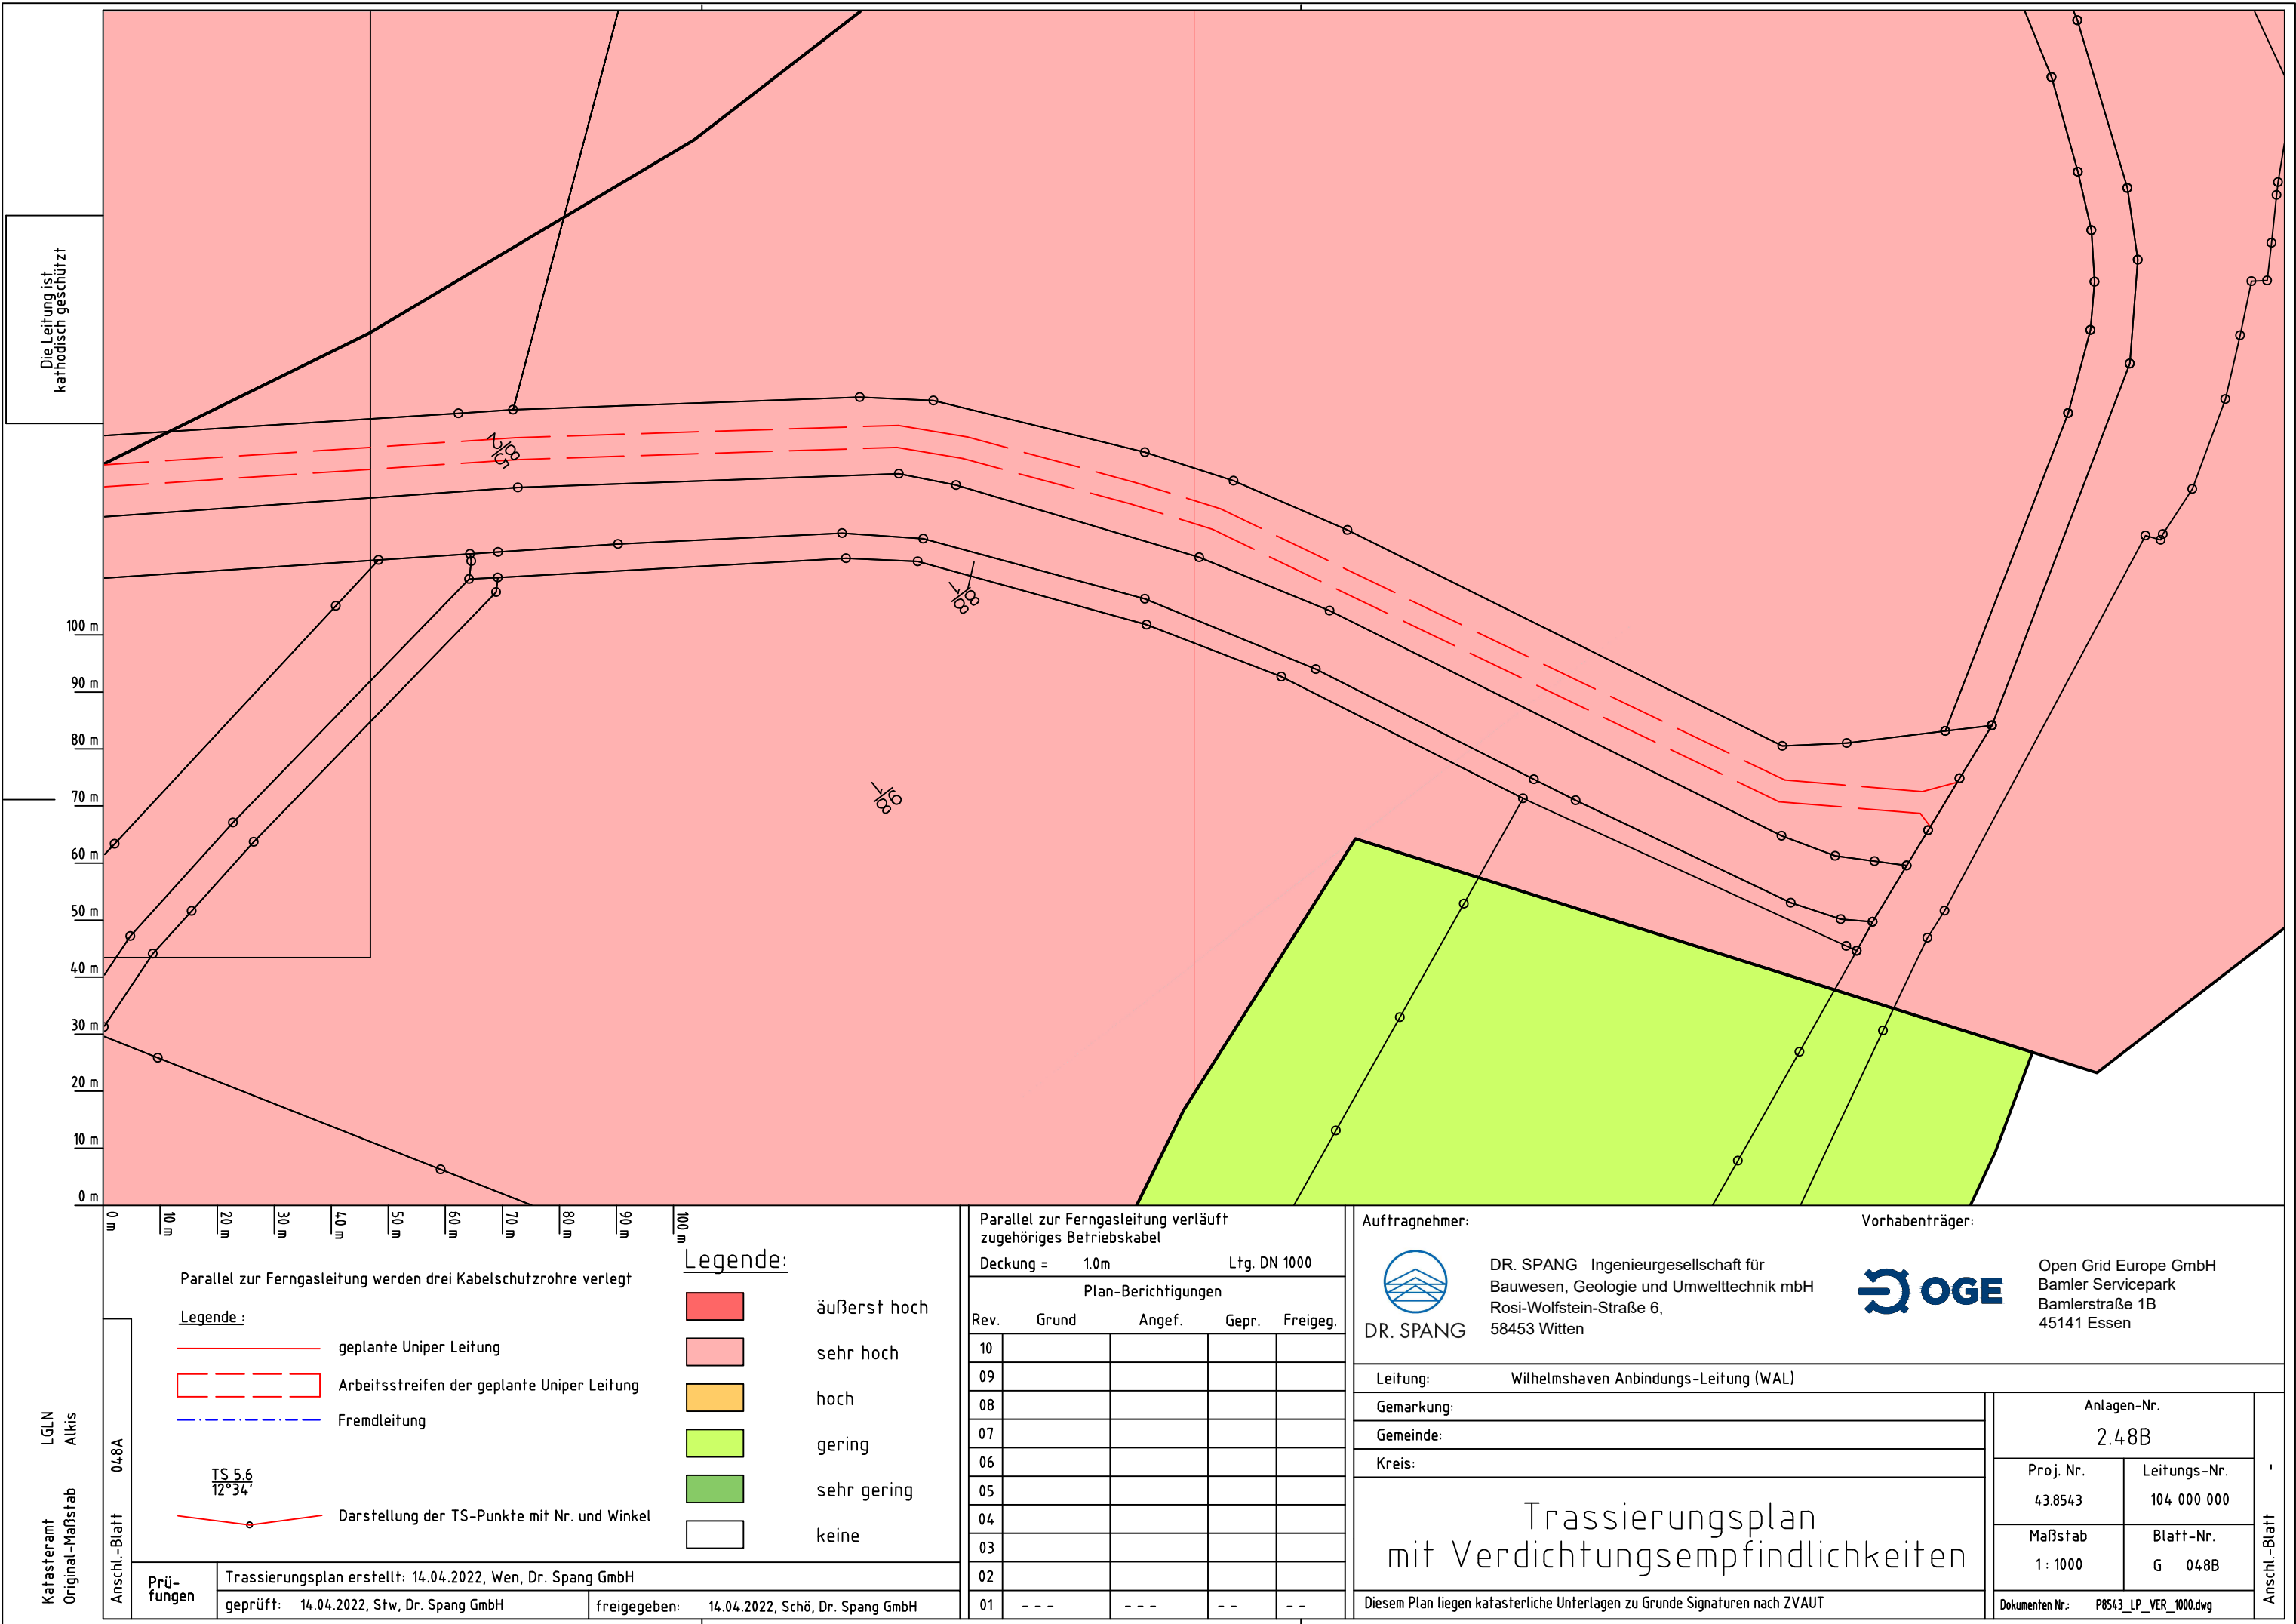 Die Leitung ist
kathodisch geschützt
100 m
90 m
80 m
70 m
60 m
50 m
40 m
30 m
20 m
10 m
0 m
0 m
10 m
20 m
30 m
40 m
50 m
60 m
70 m
80 m
90 m
100 m
Parallel zur Ferngasleitung werden drei Kabelschutzrohre verlegt
Legende :
geplante Uniper Leitung
Arbeitsstreifen der geplante Uniper Leitung
Fremdleitung
TS 5.6
12°34'
Darstellung der TS-Punkte mit Nr. und Winkel
Legende:
äußerst hoch
sehr hoch
hoch
gering
sehr gering
keine
Katasteramt LGLN
Original-Maßstab Alkis
Anschl.-Blatt 048A
Prü-
fungen
Trassierungsplan erstellt: 14.04.2022, Wen, Dr. Spang GmbH
geprüft: 14.04.2022, Stw, Dr. Spang GmbH
freigegeben: 14.04.2022, Schö, Dr. Spang GmbH
Parallel zur Ferngasleitung verläuft
zugehöriges Betriebskabel
Deckung = 1.0m Ltg. DN 1000
Plan-Berichtigungen
Rev. Grund Angef. Gepr. Freigeg.
10
09
08
07
06
05
04
03
02
01 - - - - - - - - - -
Auftragnehmer:
DR. SPANG
DR. SPANG Ingenieurgesellschaft für
Bauwesen, Geologie und Umwelttechnik mbH
Rosi-Wolfstein-Straße 6,
58453 Witten
Vorhabenträger:
OGE
Open Grid Europe GmbH
Bamler Servicepark
Bamlerstraße 1B
45141 Essen
Leitung: Wilhelmshaven Anbindungs-Leitung (WAL)
Gemarkung:
Gemeinde:
Kreis:
Trassierungsplan
mit Verdichtungsempfindlichkeiten
Diesem Plan liegen katasterliche Unterlagen zu Grunde Signaturen nach ZVAUT
Anlagen-Nr.
2.48B
Proj. Nr.
43.8543
Leitungs-Nr.
104 000 000
Maßstab
1 : 1000
Blatt-Nr.
G 048B
Dokumenten Nr.: P8543_LP_VER_1000.dwg
Anschl.-Blatt -